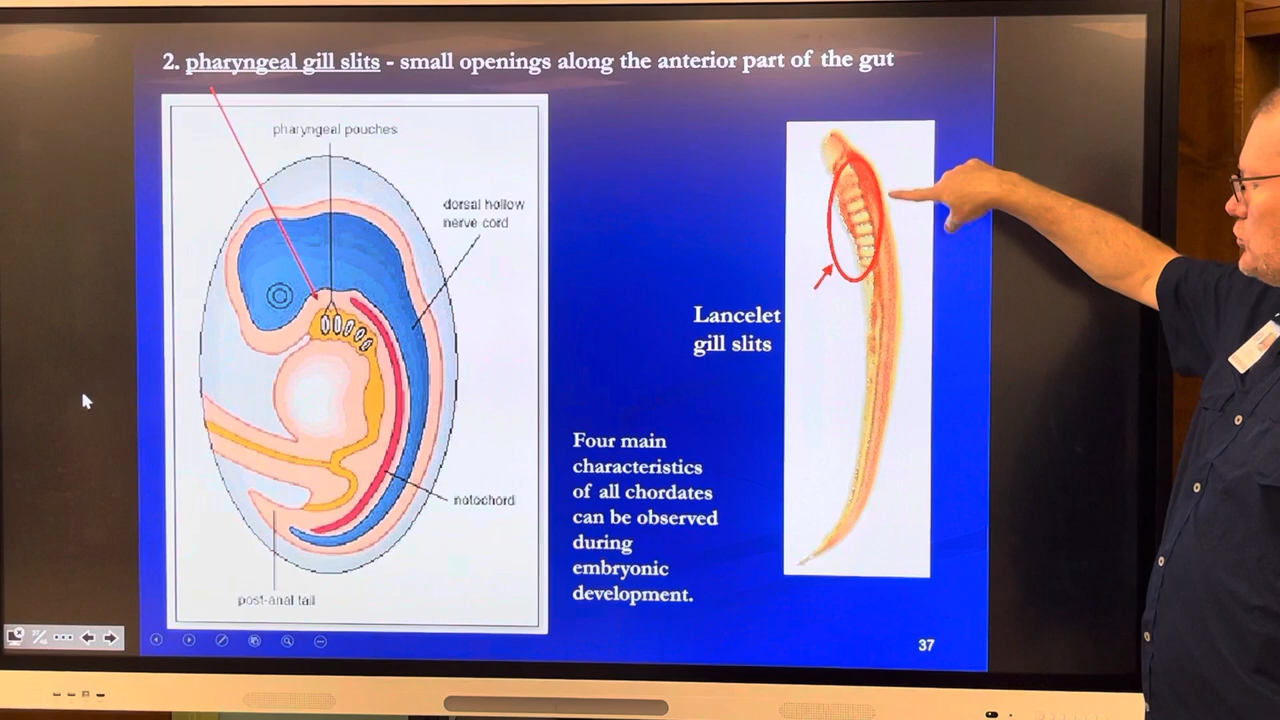 2. pharyngeal gill slits - small openings along the anterior part of the gut
pharyngeal pouches
dorsal hollow
nerve cord
notochord
post-anal tail
Lancelet
gill slits
Four main
characteristics
of all chordates
can be observed
during
embryonic
development.
37